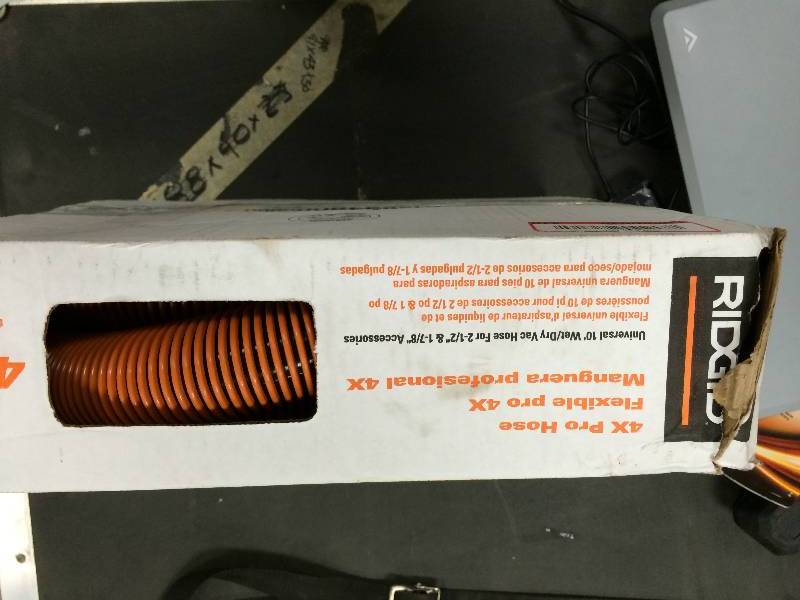 RIDGID
4X Pro Hose
Flexible pro 4X
Manguera profesional 4X
Universal 10' Wet/Dry Vac Hose For 2-1/2" & 1-7/8" Accessories
Flexible universel d'aspirateur de liquides et de
poussières de 10 pi pour accessoires de 2 1/2 po & 1 7/8 po
Manguera universal de 10 pies para aspiradoras para
mojado/seco para accesorios de 2-1/2 pulgadas y 1-7/8 pulgadas
4